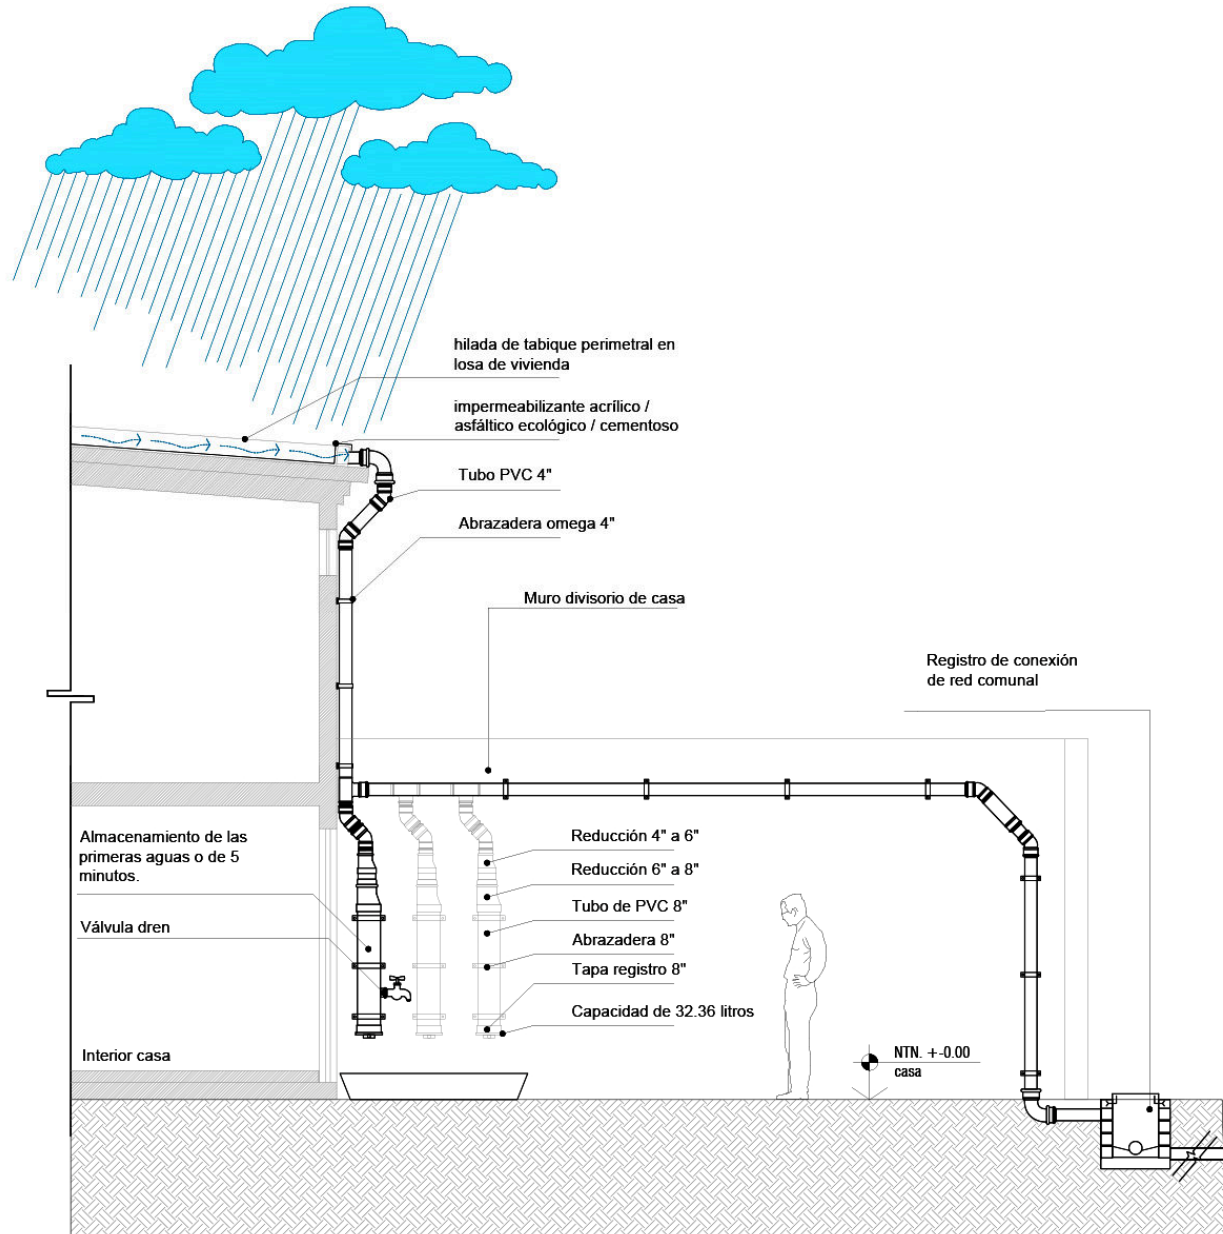 hilada de tabique perimetral en
losa de vivienda
impermeabilizante acrílico /
asfáltico ecológico / cementoso
Tubo PVC 4"
Abrazadera omega 4"
Muro divisorio de casa
Registro de conexión
de red comunal
Almacenamiento de las
primeras aguas o de 5
minutos.
Válvula dren
Interior casa
Reducción 4" a 6"
Reducción 6" a 8"
Tubo de PVC 8"
Abrazadera 8"
Tapa registro 8"
Capacidad de 32.36 litros
NTN. +-0.00
casa